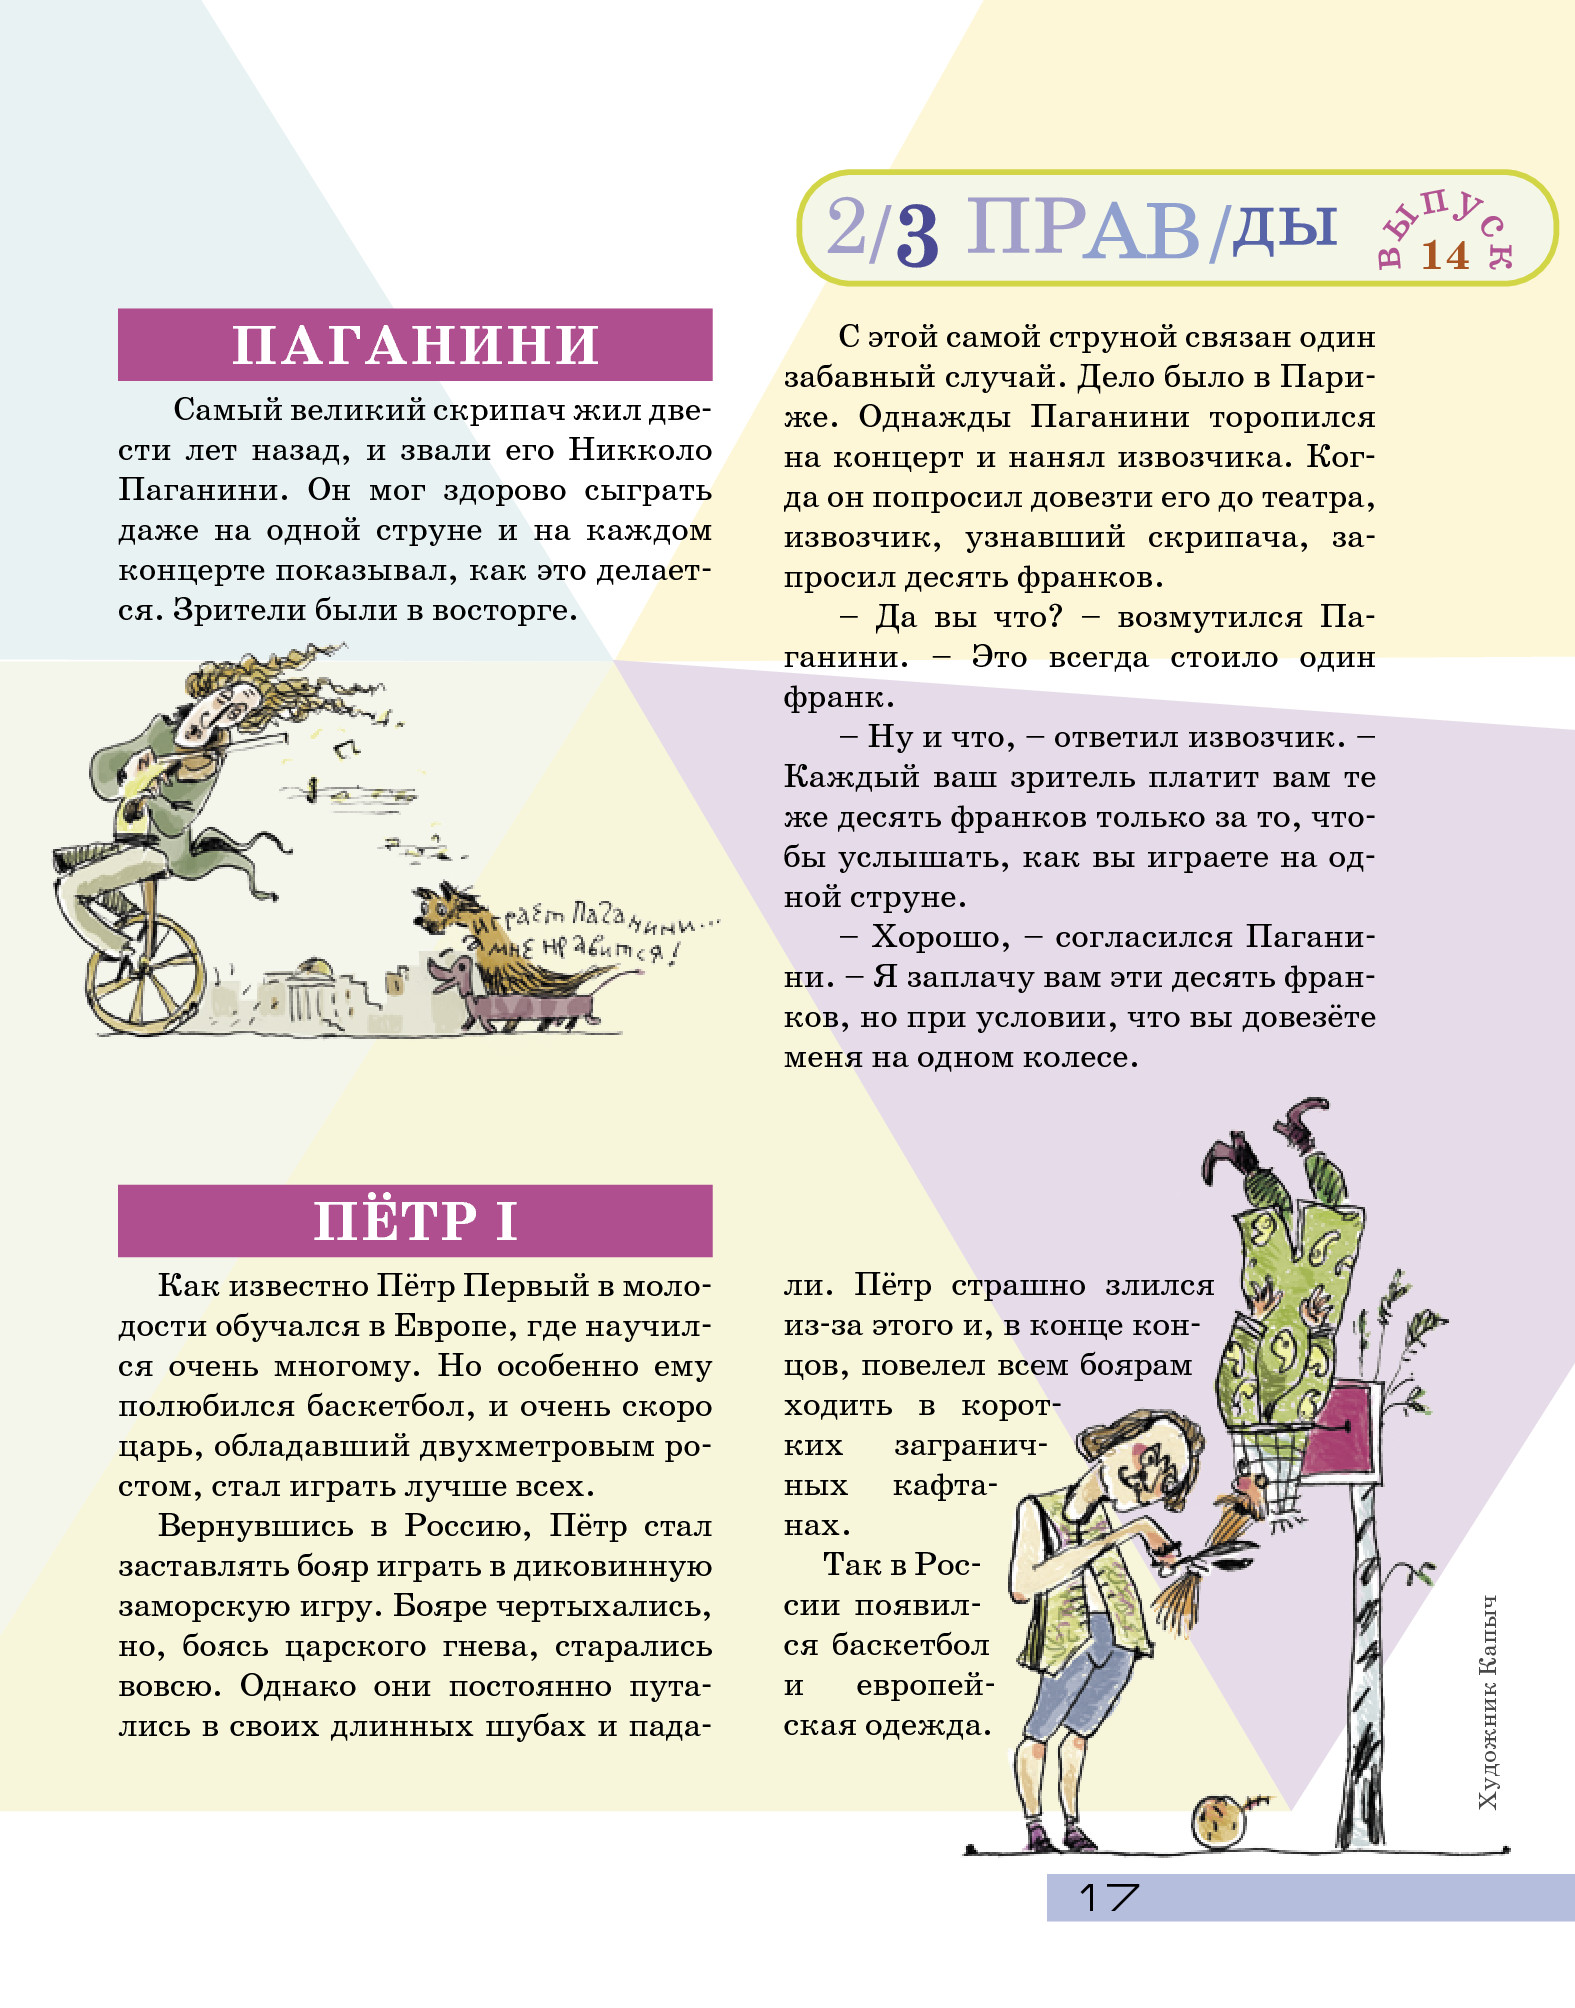 2/3 ПРАВ/ДЫ
выпуск
14
ПАГАНИНИ
Самый великий скрипач жил две-
сти лет назад, и звали его Никколо
Паганини. Он мог здорово сыграть
даже на одной струне и на каждом
концерте показывал, как это делает-
ся. Зрители были в восторге.
играет Паганини...
мне нравится!
С этой самой струной связан один
забавный случай. Дело было в Пари-
же. Однажды Паганини торопился
на концерт и нанял извозчика. Ког-
да он попросил довезти его до театра,
извозчик, узнавший скрипача, за-
просил десять франков.
– Да вы что? – возмутился Па-
ганини. – Это всегда стоило один
франк.
– Ну и что, – ответил извозчик. –
Каждый ваш зритель платит вам те
же десять франков только за то, что-
бы услышать, как вы играете на од-
ной струне.
– Хорошо, – согласился Пагани-
ни. – Я заплачу вам эти десять фран-
ков, но при условии, что вы довезёте
меня на одном колесе.
ПЁТР I
Как известно Пётр Первый в моло-
дости обучался в Европе, где научил-
ся очень многому. Но особенно ему
полюбился баскетбол, и очень скоро
царь, обладавший двухметровым ро-
стом, стал играть лучше всех.
Вернувшись в Россию, Пётр стал
заставлять бояр играть в диковинную
заморскую игру. Бояре чертыхались,
но, боясь царского гнева, старались
вовсю. Однако они постоянно пута-
лись в своих длинных шубах и пада-
ли. Пётр страшно злился
из-за этого и, в конце кон-
цов, повелел всем боярам
ходить в корот-
ких загранич-
ных кафта-
нах.
Так в Рос-
сии появил-
ся баскетбол
и европей-
ская одежда.
Художник Капыч
17